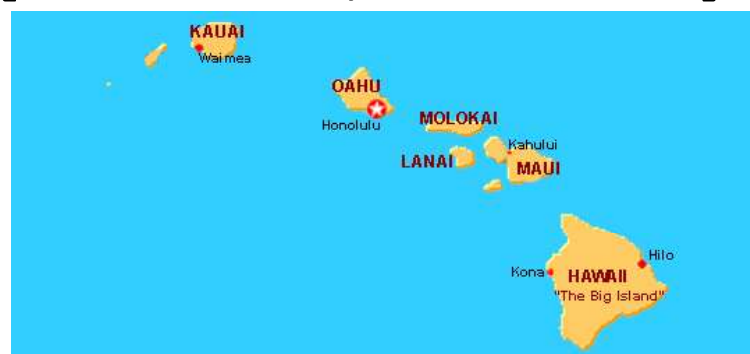 KAUAI
Waimea
OAHU
Honolulu
MOLOKAI
Kahului
LANAI
MAUI
Hilo
Kona
HAWAII
"The Big Island"